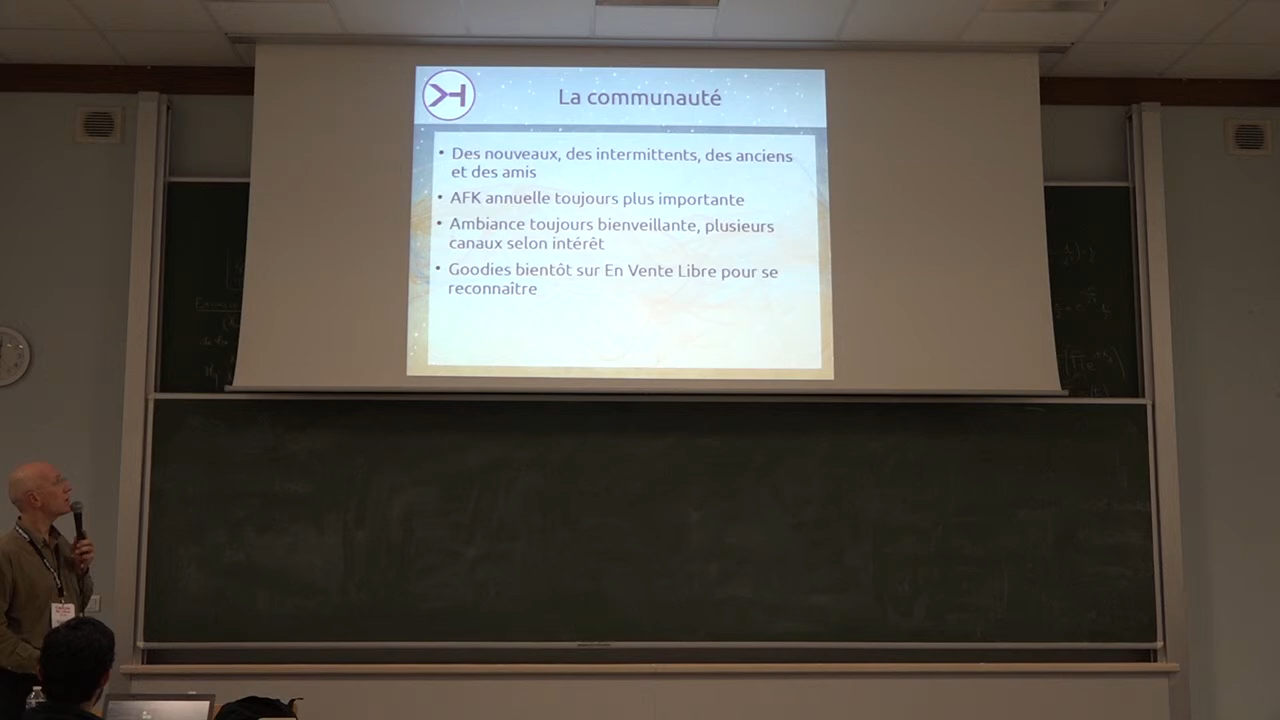 La communauté
• Des nouveaux, des intermittents, des anciens
et des amis
• AFK annuelle toujours plus importante
• Ambiance toujours bienveillante, plusieurs
canaux selon intérêt
• Goodies bientôt sur En Vente Libre pour se
reconnaître